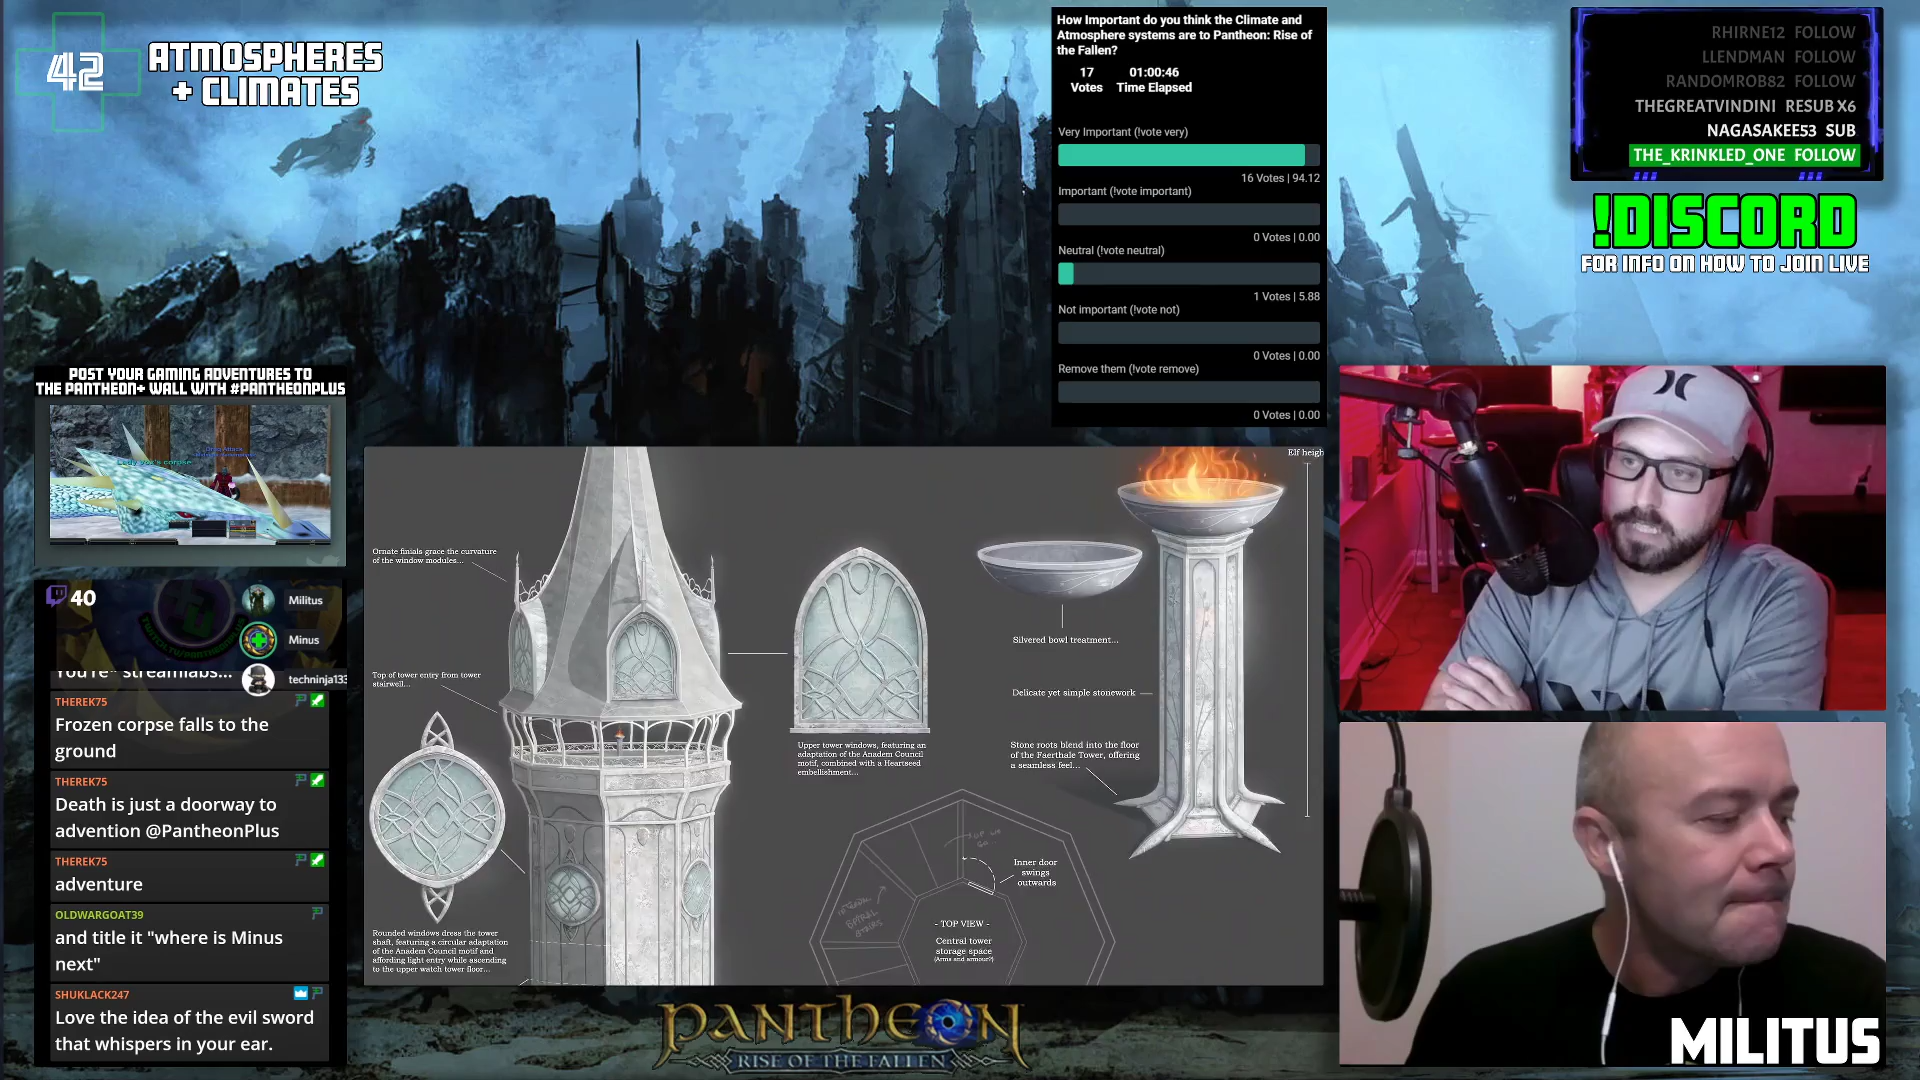 42
ATMOSPHERES
+ CLIMATES
How Important do you think the Climate and
Atmosphere systems are to Pantheon: Rise of
the Fallen?
17 01:00:46
Votes Time Elapsed
Very Important (!vote very)
16 Votes | 94.12
Important (!vote important)
0 Votes | 0.00
Neutral (!vote neutral)
1 Votes | 5.88
Not important (!vote not)
0 Votes | 0.00
Remove them (!vote remove)
0 Votes | 0.00
RHIRNE12 FOLLOW
LLENDMAN FOLLOW
RANDOMROB82 FOLLOW
THEGREATVINDINI RESUB X6
NAGASAKEE53 SUB
THE_KRINKLED_ONE FOLLOW
!DISCORD
FOR INFO ON HOW TO JOIN LIVE
POST YOUR GAMING ADVENTURES TO
THE PANTHEON+ WALL WITH #PANTHEONPLUS
40
Militus
Minus
techninja133
You're* streamlabs...
THEREK75
Frozen corpse falls to the
ground
THEREK75
Death is just a doorway to
advention @PantheonPlus
THEREK75
adventure
OLDWARGOAT39
and title it "where is Minus
next"
SHUKLACK247
Love the idea of the evil sword
that whispers in your ear.
Ornate finials grace the curvature
of the window modules...
Top of tower entry from tower
stairwell...
Rounded windows dress the tower
shaft, featuring a circular adaptation
of the Anadem Council motif and
affording light entry while ascending
to the upper watch tower floor...
Upper tower windows, featuring an
adaptation of the Anadem Council
motif, combined with a Heartseed
embellishment...
Silvered bowl treatment...
Delicate yet simple stonework
Stone roots blend into the floor
of the Faerthale Tower, offering
a seamless feel...
Elf heigh
Inner door
swings
outwards
- TOP VIEW -
Central tower
storage space
(Arms and armour?)
PANTHEON
RISE OF THE FALLEN
MILITUS